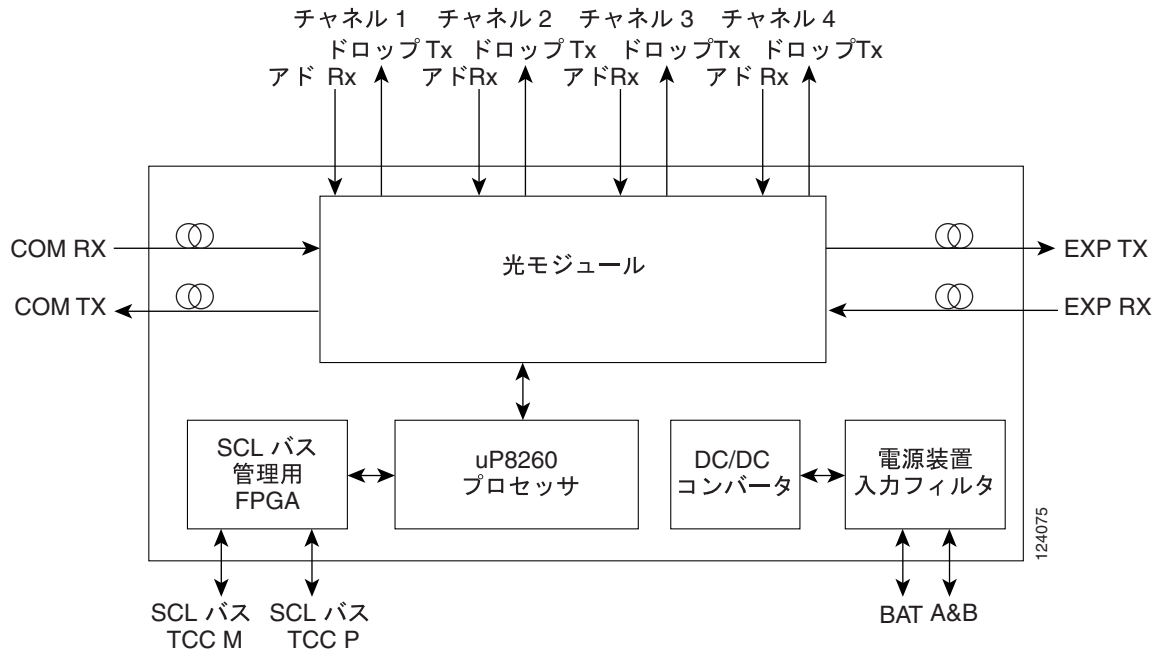 チャネル 1 チャネル 2 チャネル 3 チャネル 4
ドロップ Tx ドロップ Tx ドロップTx ドロップTx
アド Rx アドRx アドRx アド Rx
COM RX
COM TX
光モジュール
EXP TX
EXP RX
SCL バス
管理用
FPGA
uP8260
プロセッサ
DC/DC
コンバータ
電源装置
入力フィルタ
124075
SCL バス
TCC M
SCL バス
TCC P
BAT A&B